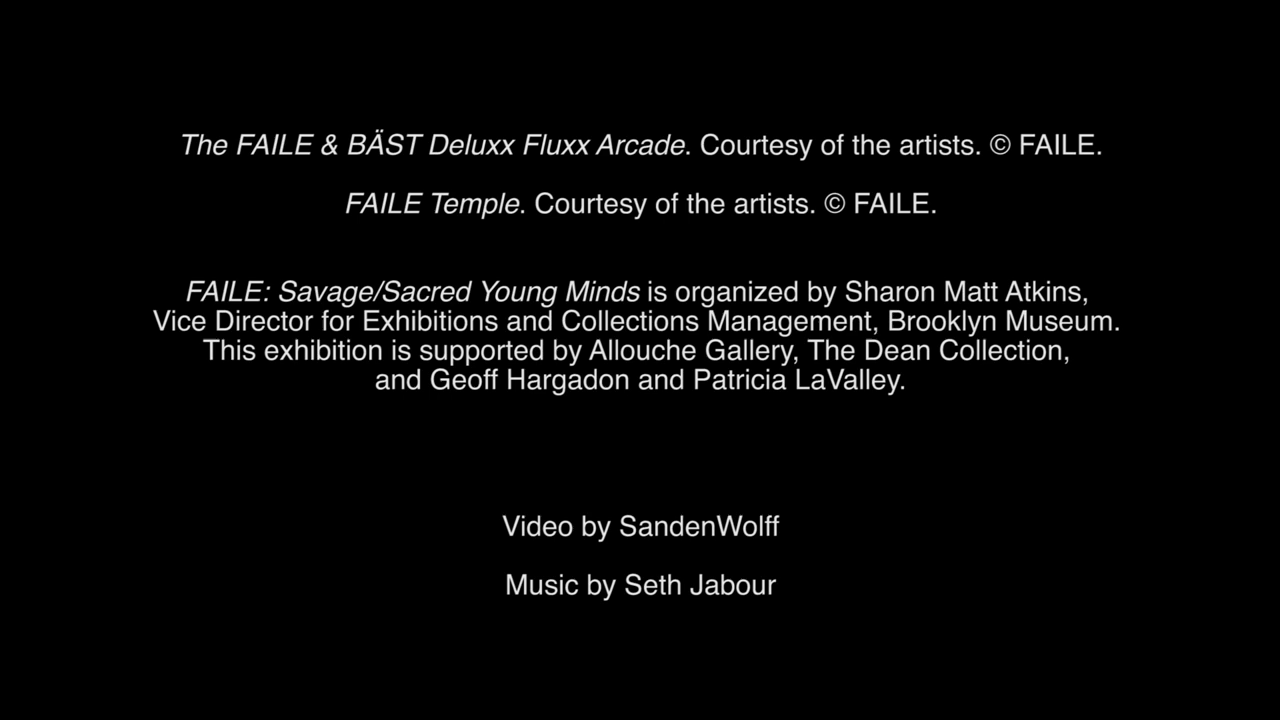 The FAILE & BÄST Deluxx Fluxx Arcade. Courtesy of the artists. © FAILE.
FAILE Temple. Courtesy of the artists. © FAILE.
FAILE: Savage/Sacred Young Minds is organized by Sharon Matt Atkins,
Vice Director for Exhibitions and Collections Management, Brooklyn Museum.
This exhibition is supported by Allouche Gallery, The Dean Collection,
and Geoff Hargadon and Patricia LaValley.
Video by SandenWolff
Music by Seth Jabour